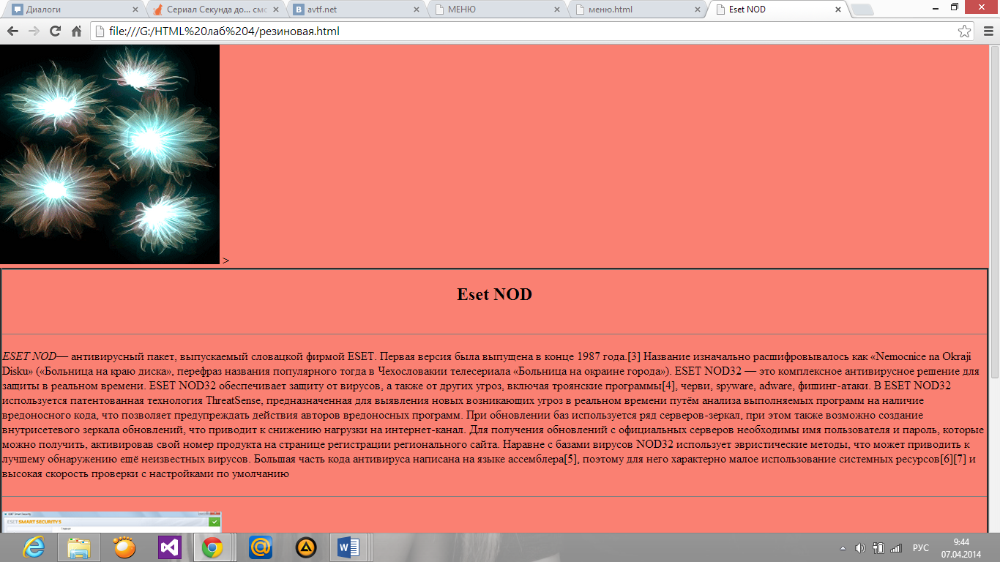 Диалоги
Сериал Секунда до... смо
avtf.net
МЕНЮ
меню.html
Eset NOD
file:///G:/HTML%20лаб%204/резиновая.html
>
Eset NOD
ESET NOD— антивирусный пакет, выпускаемый словацкой фирмой ESET. Первая версия была выпущена в конце 1987 года.[3] Название изначально расшифровывалось как «Nemocnice na Okraji
Disku» («Больница на краю диска», перефраз названия популярного тогда в Чехословакии телесериала «Больница на окраине города»). ESET NOD32 — это комплексное антивирусное решение для
защиты в реальном времени. ESET NOD32 обеспечивает защиту от вирусов, а также от других угроз, включая троянские программы[4], черви, spyware, adware, фишинг-атаки. В ESET NOD32
используется патентованная технология ThreatSense, предназначенная для выявления новых возникающих угроз в реальном времени путём анализа выполняемых программ на наличие
вредоносного кода, что позволяет предупреждать действия авторов вредоносных программ. При обновлении баз используется ряд серверов-зеркал, при этом также возможно создание
внутрисетевого зеркала обновлений, что приводит к снижению нагрузки на интернет-канал. Для получения обновлений с официальных серверов необходимы имя пользователя и пароль, которые
можно получить, активировав свой номер продукта на странице регистрации регионального сайта. Наравне с базами вирусов NOD32 использует эвристические методы, что может приводить к
лучшему обнаружению ещё неизвестных вирусов. Большая часть кода антивируса написана на языке ассемблера[5], поэтому для него характерно малое использование системных ресурсов[6][7] и
высокая скорость проверки с настройками по умолчанию
ESET Smart Security
ESET SMART SECURITY 5
РУС
9:44
07.04.2014